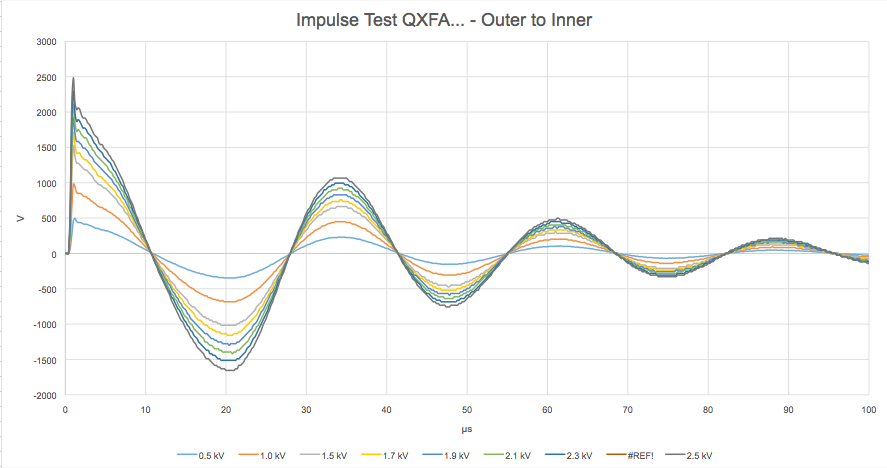 Impulse Test QXFA... - Outer to Inner
3000
2500
2000
1500
1000
500
0
-500
-1000
-1500
-2000
V
0 10 20 30 40 50 60 70 80 90 100
µs
0.5 kV 1.0 kV 1.5 kV 1.7 kV 1.9 kV 2.1 kV 2.3 kV #REF! 2.5 kV